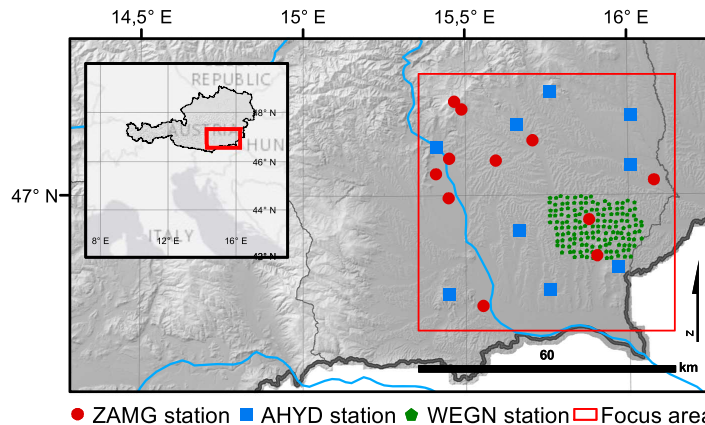 14,5° E 15° E 15,5° E 16° E
REPUBLIC
48° N
AUSTRIA
HUN
46° N
47° N
44° N
ITALY
8° E 12° E 16° E
42° N
N
60
km
ZAMG station AHYD station WEGN station Focus area